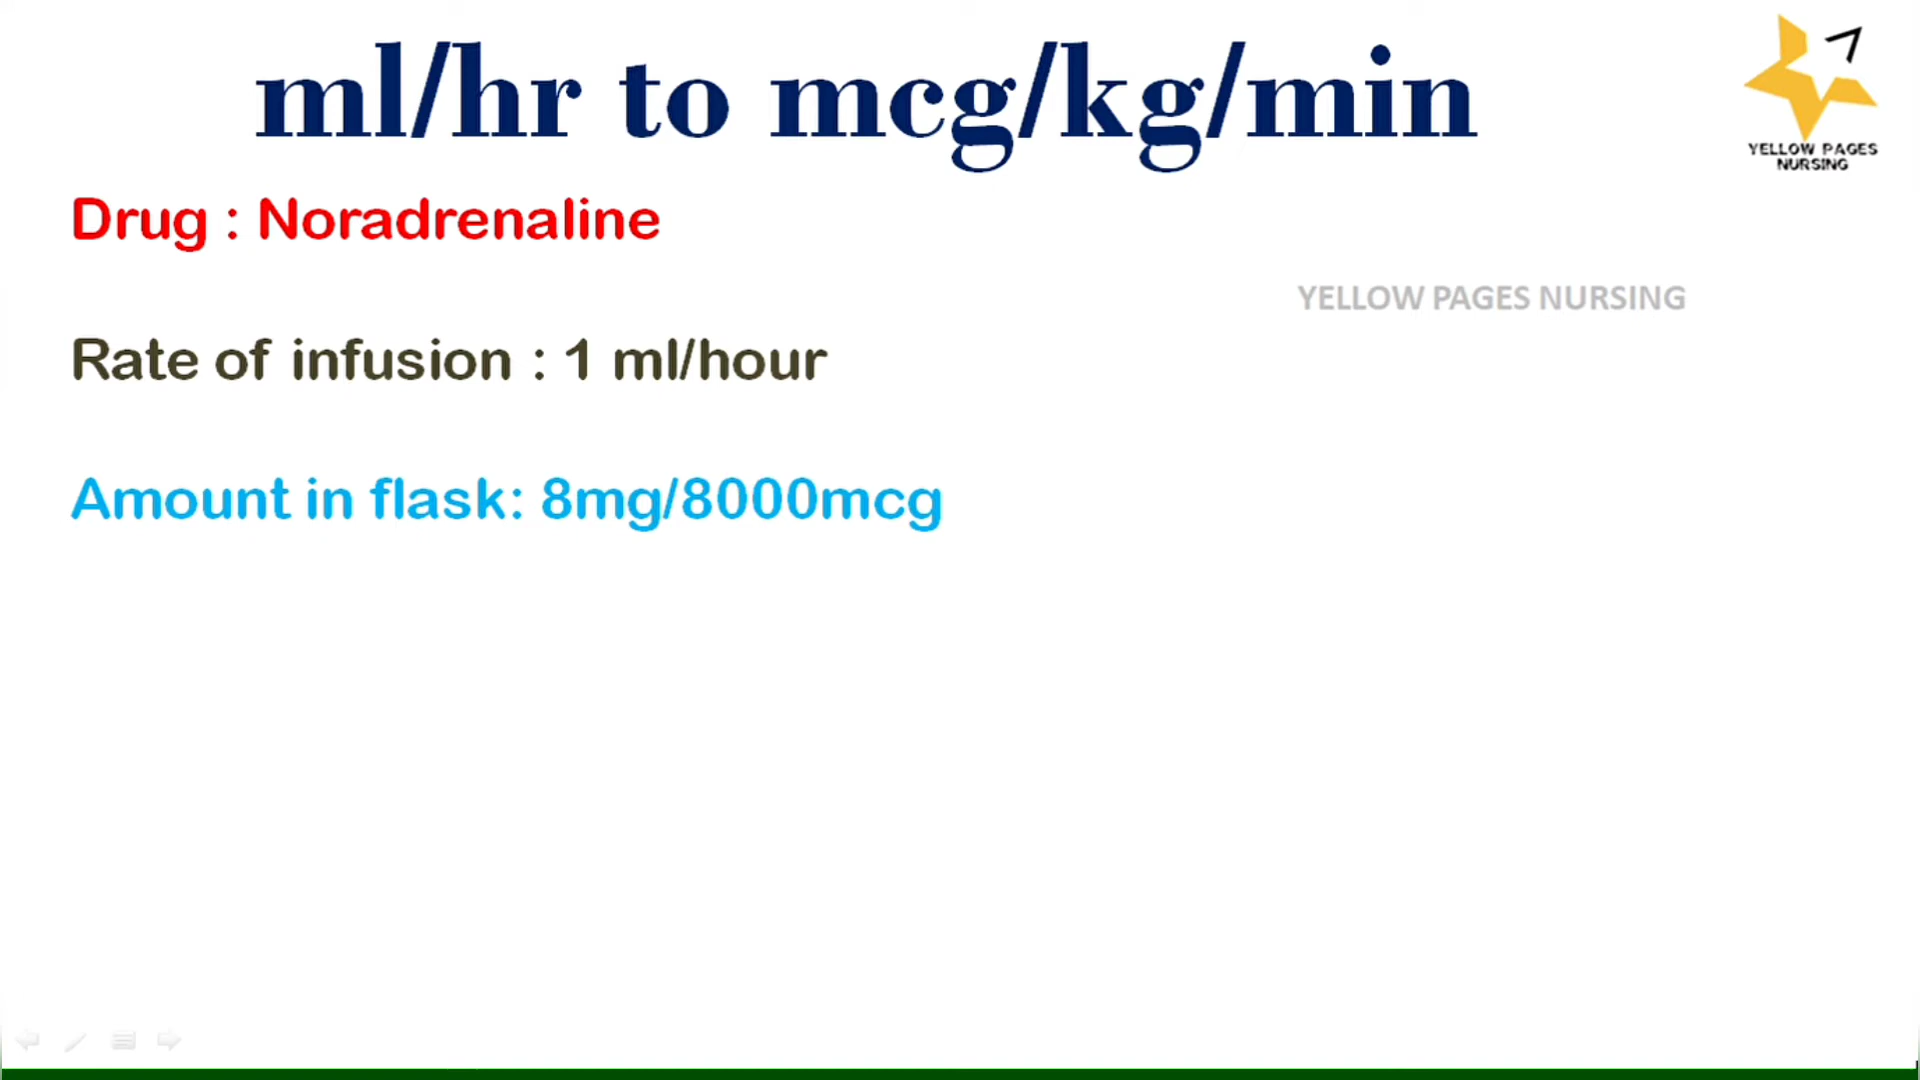 ml/hr to mcg/kg/min
YELLOW PAGES
NURSING
Drug : Noradrenaline
YELLOW PAGES NURSING
Rate of infusion : 1 ml/hour
Amount in flask: 8mg/8000mcg